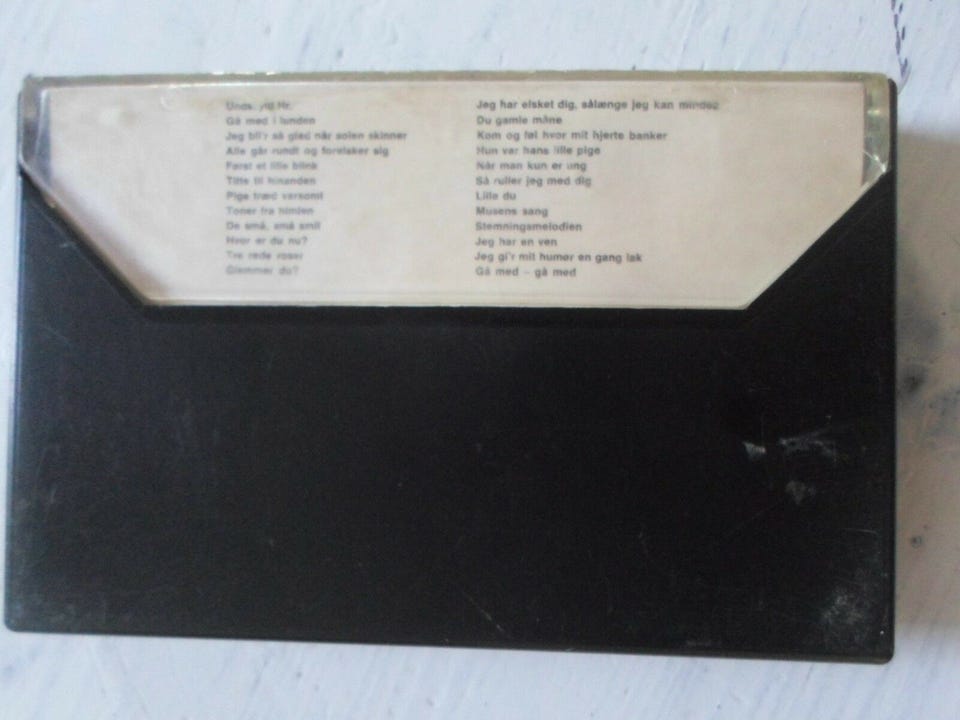 Unds. yld Hr.
Gå med i lunden
Jeg bli'r så glad når solen skinner
Alle går rundt og forelsker sig
Først et lille blink
Titte til hinanden
Pige træd varsomt
Toner fra himlen
De små, små smil
Hvor er du nu?
Tre røde roser
Glemmer du?
Jeg har elsket dig, sålænge jeg kan mindes
Du gamle måne
Kom og føl hvor mit hjerte banker
Hun var hans lille pige
Når man kun er ung
Så ruller jeg med dig
Lille du
Musens sang
Stemningsmelodien
Jeg har en ven
Jeg gi'r mit humør en gang lak
Gå med – gå med